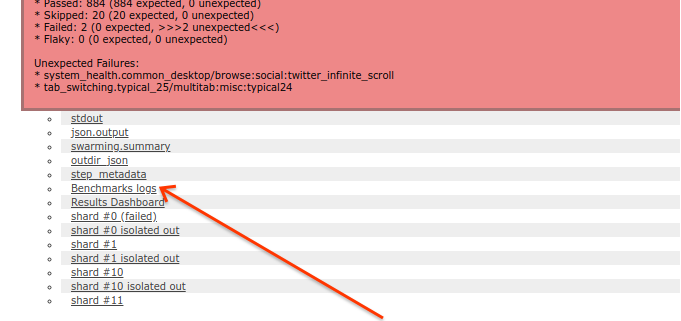 * Passed: 884 (884 expected, 0 unexpected)
* Skipped: 20 (20 expected, 0 unexpected)
* Failed: 2 (0 expected, >>>2 unexpected<<<)
* Flaky: 0 (0 expected, 0 unexpected)
Unexpected Failures:
* system_health.common_desktop/browse:social:twitter_infinite_scroll
* tab_switching.typical_25/multitab:misc:typical24
stdout
json.output
swarming.summary
outdir_json
step_metadata
Benchmarks logs
Results Dashboard
shard #0 (failed)
shard #0 isolated out
shard #1
shard #1 isolated out
shard #10
shard #10 isolated out
shard #11